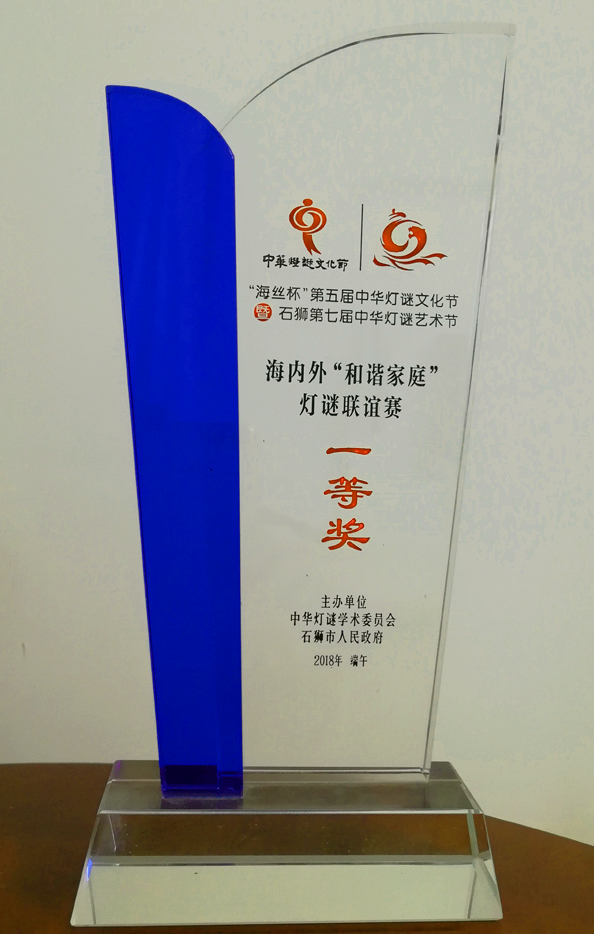 中華燈謎文化節
“海丝杯”第五届中华灯谜文化节
暨 石狮第七届中华灯谜艺术节
海内外“和谐家庭”
灯谜联谊赛
一
等
奖
主办单位
中华灯谜学术委员会
石狮市人民政府
2018年 端午